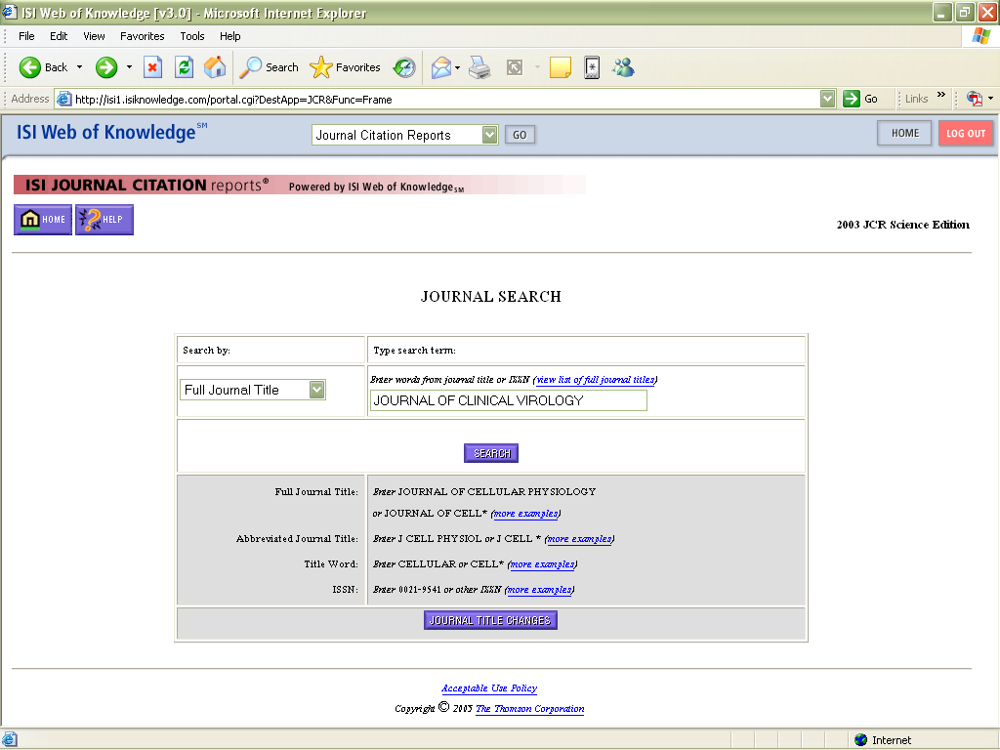 ISI Web of Knowledge [v3.0] - Microsoft Internet Explorer
File Edit View Favorites Tools Help
Back Search Favorites
Address http://isi1.isiknowledge.com/portal.cgi?DestApp=JCR&Func=Frame Go Links »
ISI Web of Knowledge SM Journal Citation Reports GO HOME LOG OUT
ISI JOURNAL CITATION reports® Powered by ISI Web of Knowledge SM
HOME HELP
2003 JCR Science Edition
JOURNAL SEARCH
Search by: Type search term:
Enter words from journal title or ISSN (view list of full journal titles)
Full Journal Title JOURNAL OF CLINICAL VIROLOGY
SEARCH
Full Journal Title: Enter JOURNAL OF CELLULAR PHYSIOLOGY
or JOURNAL OF CELL* (more examples)
Abbreviated Journal Title: Enter J CELL PHYSIOL or J CELL * (more examples)
Title Word: Enter CELLULAR or CELL* (more examples)
ISSN: Enter 0021-9541 or other ISSN (more examples)
JOURNAL TITLE CHANGES
Acceptable Use Policy
Copyright © 2005 The Thomson Corporation
Internet